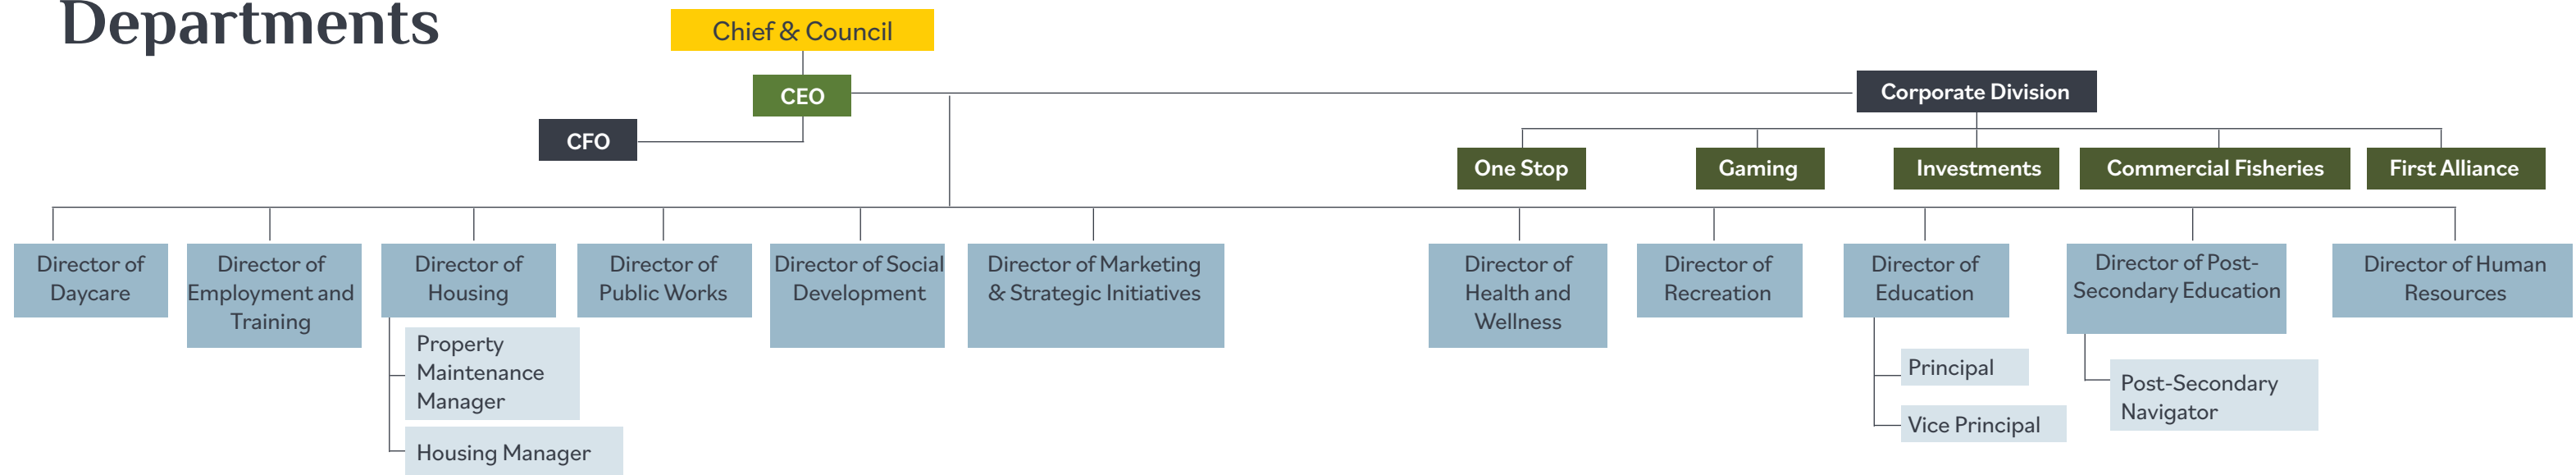 Departments
Chief & Council
CEO
Corporate Division
CFO
One Stop
Gaming
Investments
Commercial Fisheries
First Alliance
Director of
Daycare
Director of
Employment and
Training
Director of
Housing
Director of
Public Works
Director of Social
Development
Director of Marketing
& Strategic Initiatives
Director of
Health and
Wellness
Director of
Recreation
Director of
Education
Director of Post-
Secondary Education
Director of Human
Resources
Property
Maintenance
Manager
Housing Manager
Principal
Vice Principal
Post-Secondary
Navigator